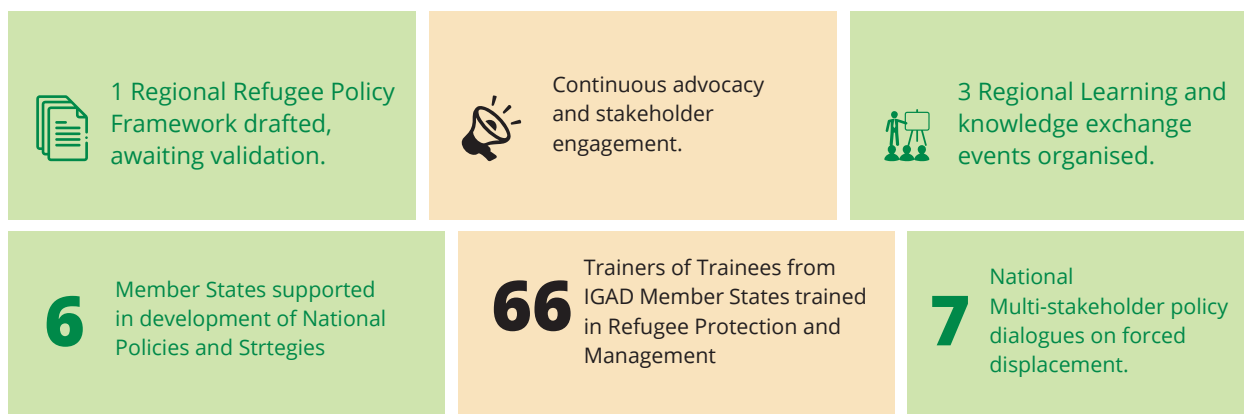 1 Regional Refugee Policy
Framework drafted,
awaiting validation.
Continuous advocacy
and stakeholder
engagement.
3 Regional Learning and
knowledge exchange
events organised.
6
Member States supported
in development of National
Policies and Strtegies
66
Trainers of Trainees from
IGAD Member States trained
in Refugee Protection and
Management
7
National
Multi-stakeholder policy
dialogues on forced
displacement.